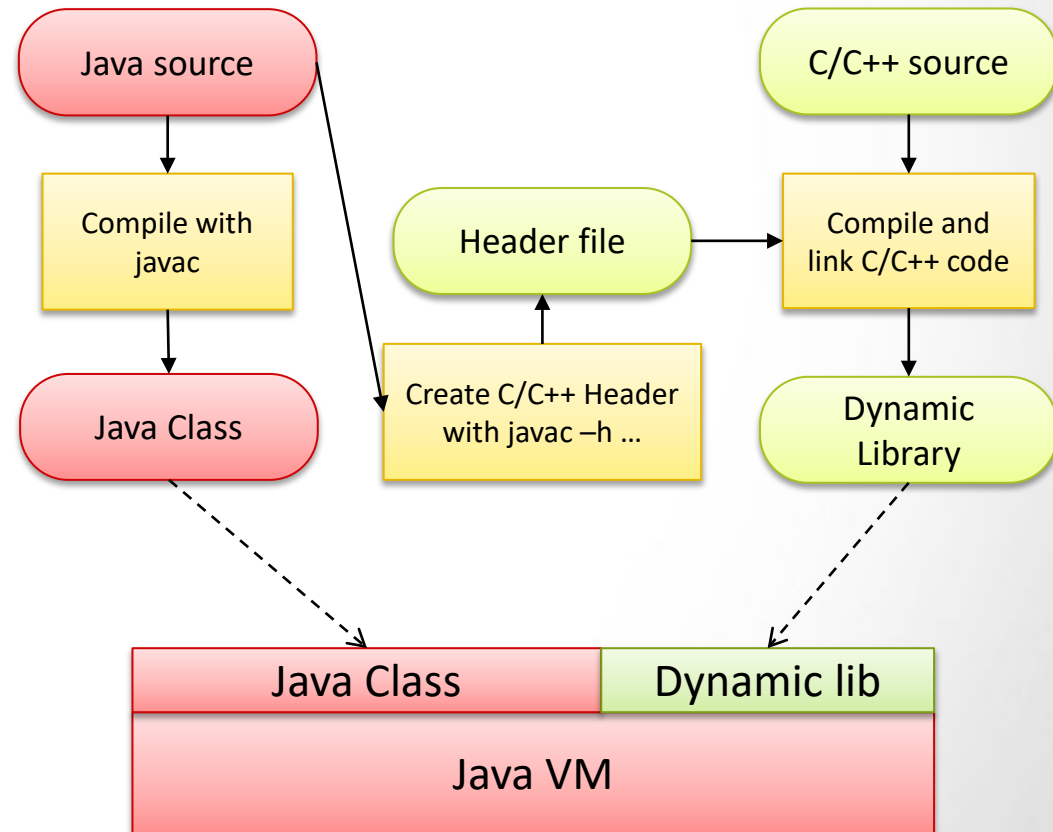 Java source
C/C++ source
Compile with
javac
Header file
Compile and
link C/C++ code
Java Class
Create C/C++ Header
with javac –h …
Dynamic
Library
Java Class
Dynamic lib
Java VM